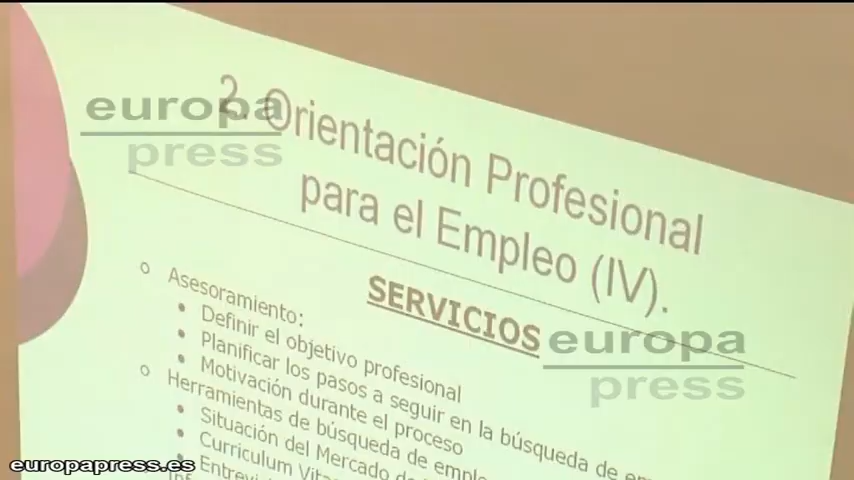 europa
press
2. Orientación Profesional
para el Empleo (IV).
SERVICIOS
o Asesoramiento:
• Definir el objetivo profesional
• Planificar los pasos a seguir en la búsqueda de
• Motivación durante el proceso
o Herramientas de búsqueda de
• Situación del Mercado de
• Curriculum
•
europa
press
europapress.es